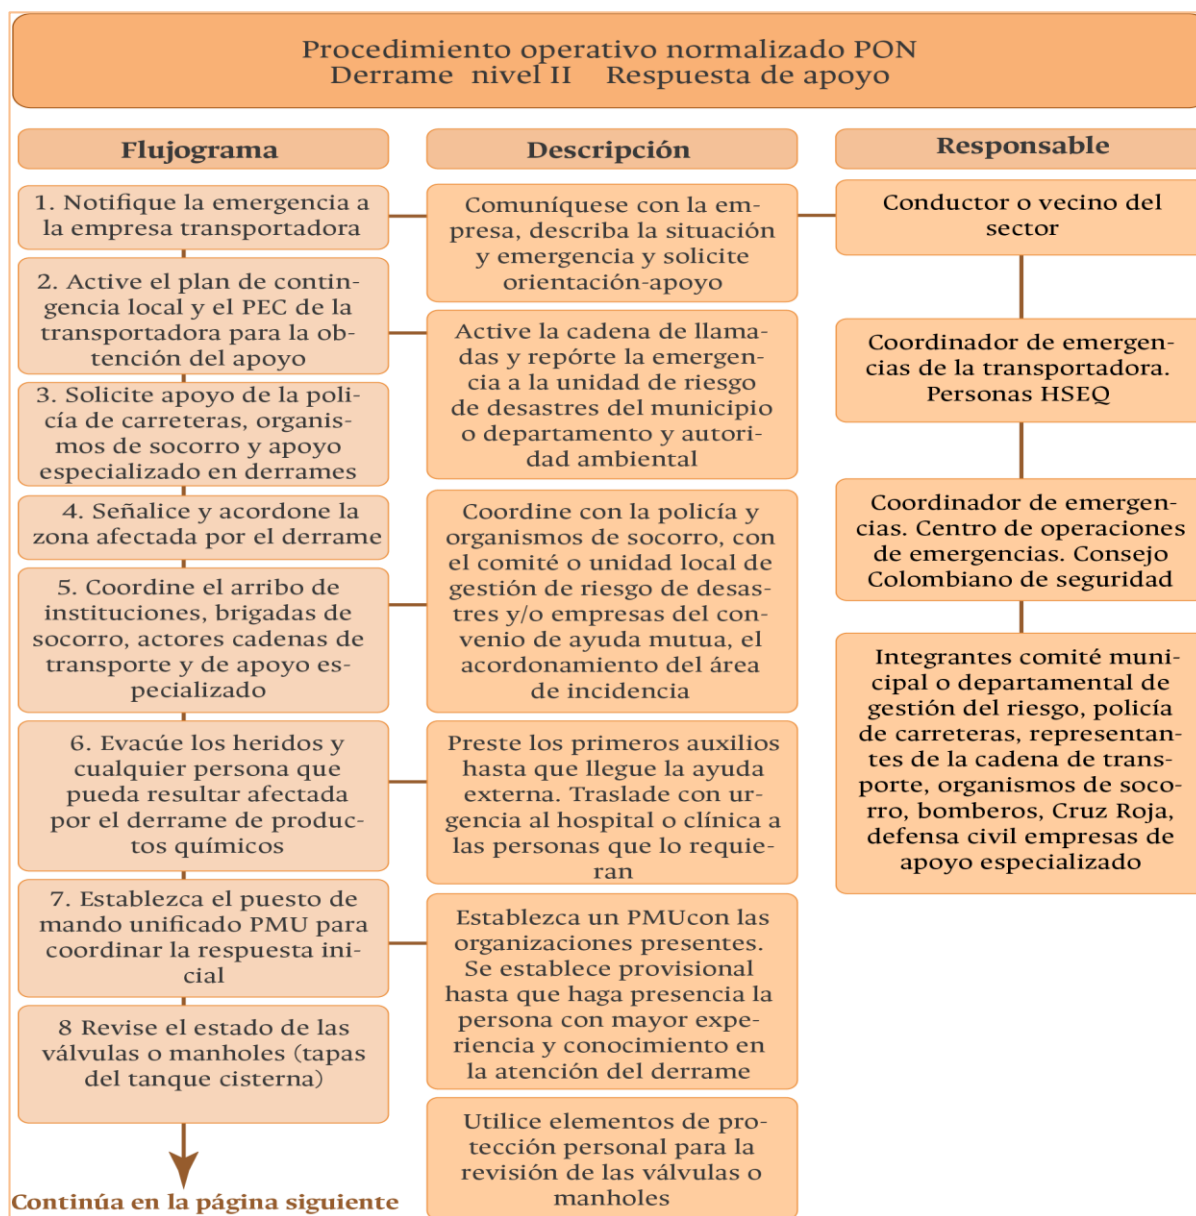 Procedimiento operativo normalizado PON
Derrame nivel II Respuesta de apoyo
Flujograma
1. Notifique la emergencia a
la empresa transportadora
2. Active el plan de contin-
gencia local y el PEC de la
transportadora para la ob-
tención del apoyo
3. Solicite apoyo de la poli-
cía de carreteras, organis-
mos de socorro y apoyo
especializado en derrames
4. Señalice y acordone la
zona afectada por el derrame
5. Coordine el arribo de
instituciones, brigadas de
socorro, actores cadenas de
transporte y de apoyo es-
pecializado
6. Evacúe los heridos y
cualquier persona que
pueda resultar afectada
por el derrame de produc-
tos químicos
7. Establezca el puesto de
mando unificado PMU para
coordinar la respuesta ini-
cial
8 Revise el estado de las
válvulas o manholes (tapas
del tanque cisterna)
Continúa en la página siguiente
Descripción
Comuníquese con la em-
presa, describa la situación
y emergencia y solicite
orientación-apoyo
Active la cadena de llama-
das y repórte la emergen-
cia a la unidad de riesgo
de desastres del municipio
o departamento y autori-
dad ambiental
Coordine con la policía y
organismos de socorro, con
el comité o unidad local de
gestión de riesgo de desas-
tres y/o empresas del con-
venio de ayuda mutua, el
acordonamiento del área
de incidencia
Preste los primeros auxilios
hasta que llegue la ayuda
externa. Traslade con ur-
gencia al hospital o clínica a
las personas que lo requie-
ran
Establezca un PMUcon las
organizaciones presentes.
Se establece provisional
hasta que haga presencia la
persona con mayor expe-
riencia y conocimiento en
la atención del derrame
Utilice elementos de pro-
tección personal para la
revisión de las válvulas o
manholes
Responsable
Conductor o vecino del
sector
Coordinador de emergen-
cias de la transportadora.
Personas HSEQ
Coordinador de emergen-
cias. Centro de operaciones
de emergencias. Consejo
Colombiano de seguridad
Integrantes comité muni-
cipal o departamental de
gestión del riesgo, policía
de carreteras, representan-
tes de la cadena de trans-
porte, organismos de soco-
rro, bomberos, Cruz Roja,
defensa civil empresas de
apoyo especializado